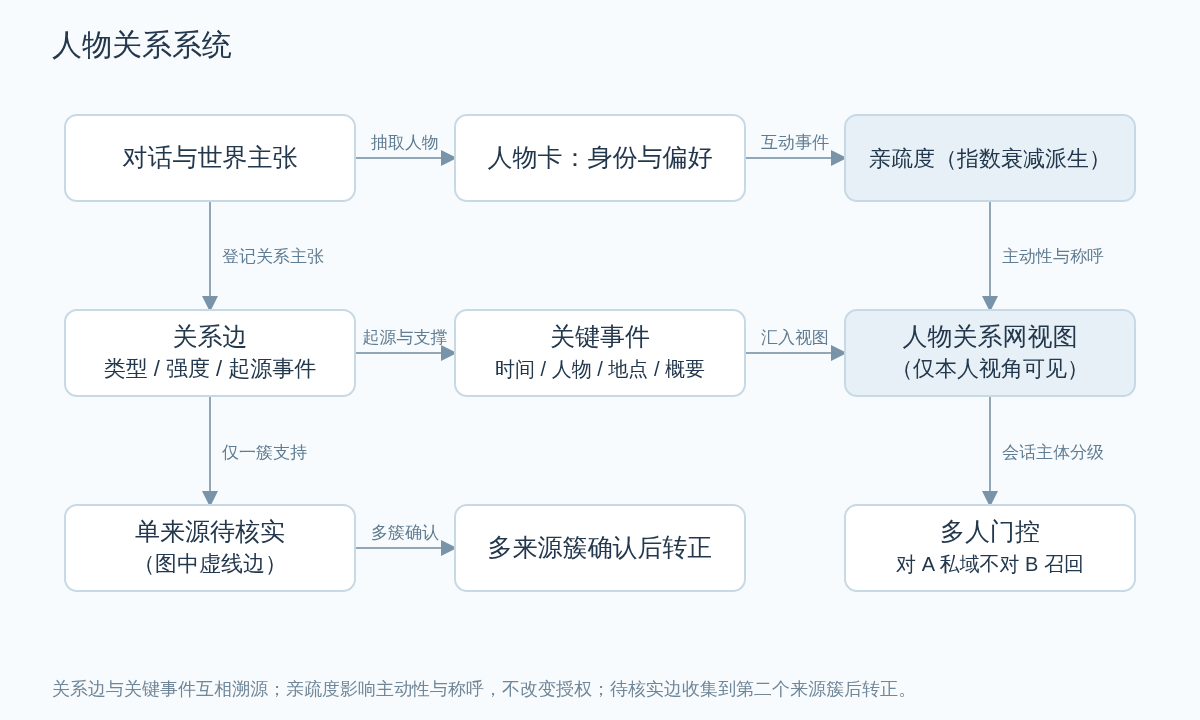 人物关系系统
对话与世界主张
抽取人物
人物卡：身份与偏好
互动事件
亲疏度（指数衰减派生）
登记关系主张
主动性与称呼
关系边
类型 / 强度 / 起源事件
起源与支撑
关键事件
时间 / 人物 / 地点 / 概要
汇入视图
人物关系网视图
（仅本人视角可见）
仅一簇支持
会话主体分级
单来源待核实
（图中虚线边）
多簇确认
多来源簇确认后转正
多人门控
对 A 私域不对 B 召回
关系边与关键事件互相溯源；亲疏度影响主动性与称呼，不改变授权；待核实边收集到第二个来源簇后转正。